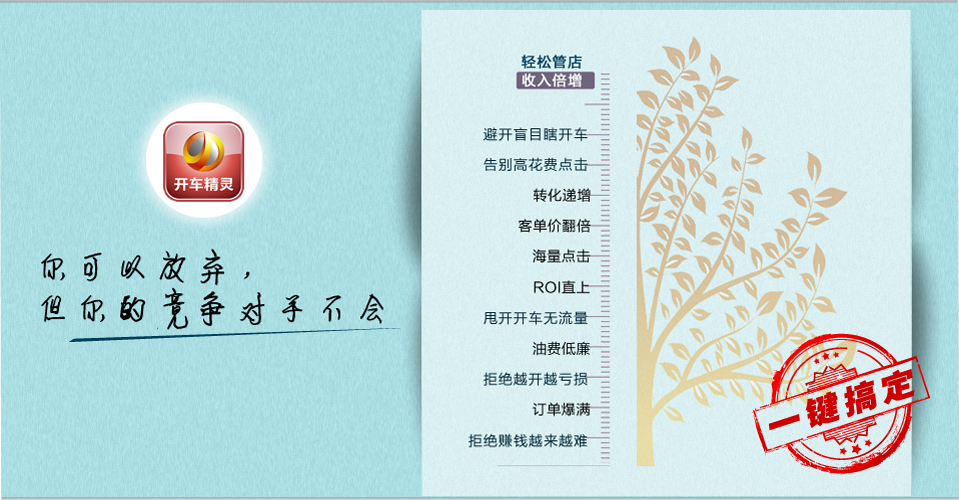 开车精灵
你可以放弃，
但你的竞争对手不会
轻松管店
收入倍增
避开盲目瞎开车
告别高花费点击
转化递增
客单价翻倍
海量点击
ROI直上
甩开开车无流量
油费低廉
拒绝越开越亏损
订单爆满
拒绝赚钱越来越难
一键搞定